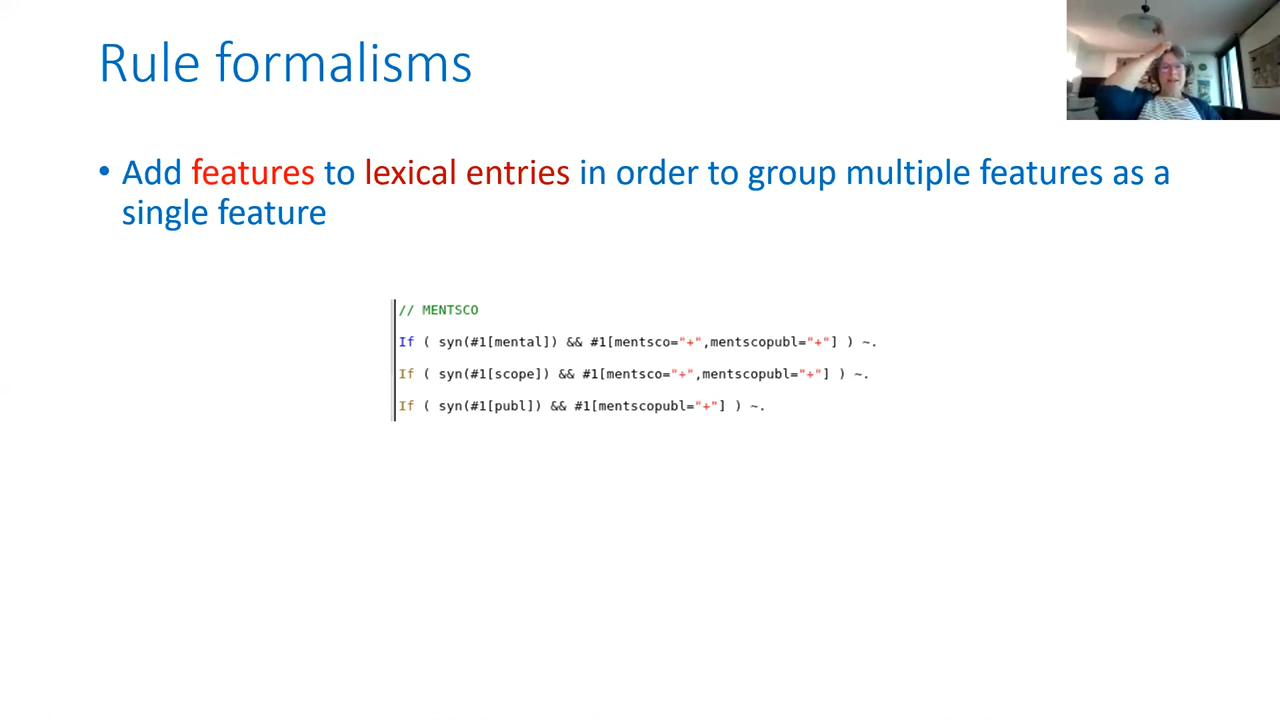 Rule formalisms
• Add features to lexical entries in order to group multiple features as a
single feature
// MENTSCO
If ( syn(#1[mental]) && #1[mentsco="+",mentscopubl="+"] ) ~.
If ( syn(#1[scope]) && #1[mentsco="+",mentscopubl="+"] ) ~.
If ( syn(#1[publ]) && #1[mentscopubl="+"] ) ~.